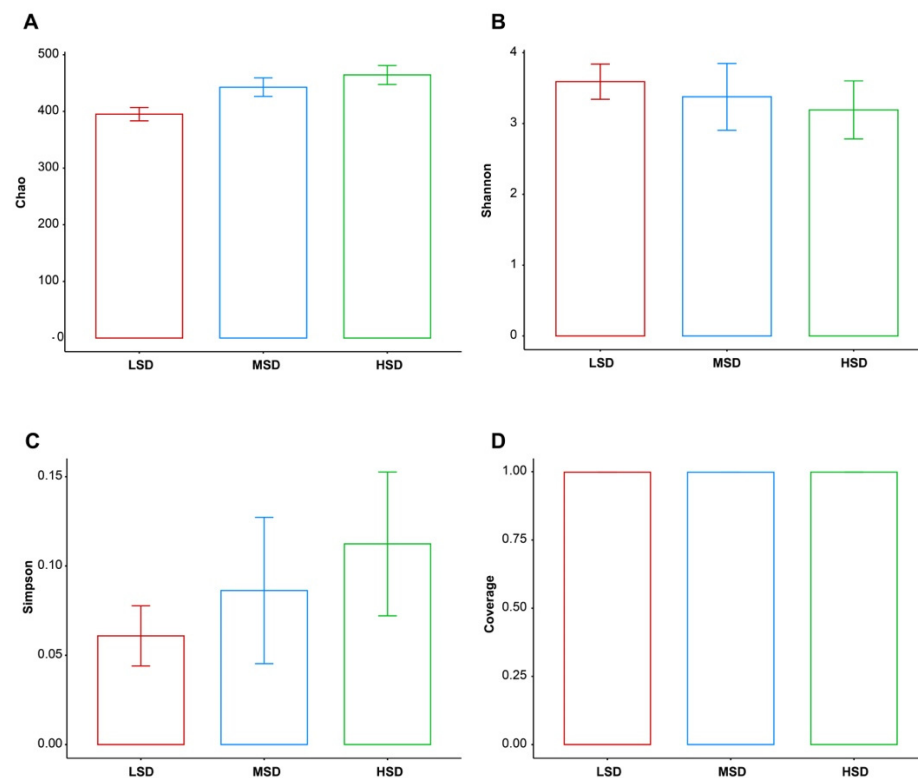 A
Chao
500
400
300
200
100
-0
LSD MSD HSD
B
Shannon
4
3
2
1
0
LSD MSD HSD
C
Simpson
0.15
0.10
0.05
0.00
LSD MSD HSD
D
Coverage
1.00
0.75
0.50
0.25
0.00
LSD MSD HSD